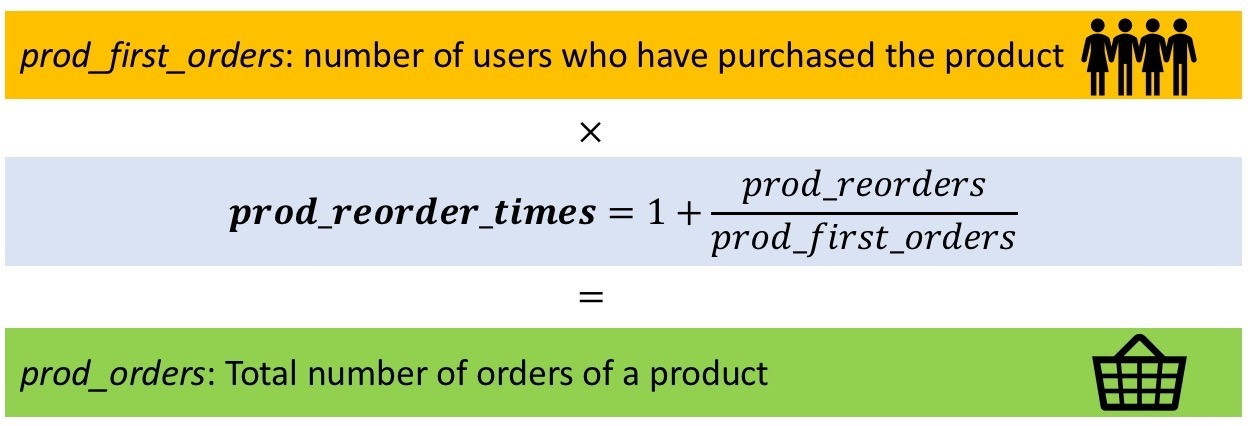 prod_first_orders: number of users who have purchased the product
×
prod_reorder_times = 1 + prod_reorders / prod_first_orders
=
prod_orders: Total number of orders of a product